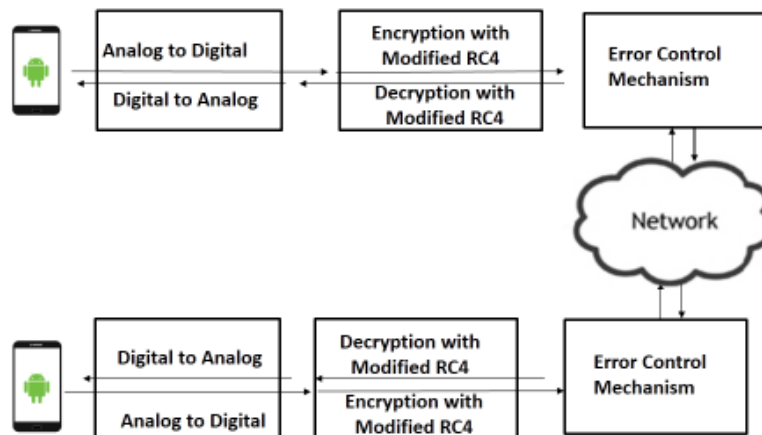 Analog to Digital
Digital to Analog
Encryption with
Modified RC4
Decryption with
Modified RC4
Error Control
Mechanism
Network
Digital to Analog
Analog to Digital
Decryption with
Modified RC4
Encryption with
Modified RC4
Error Control
Mechanism